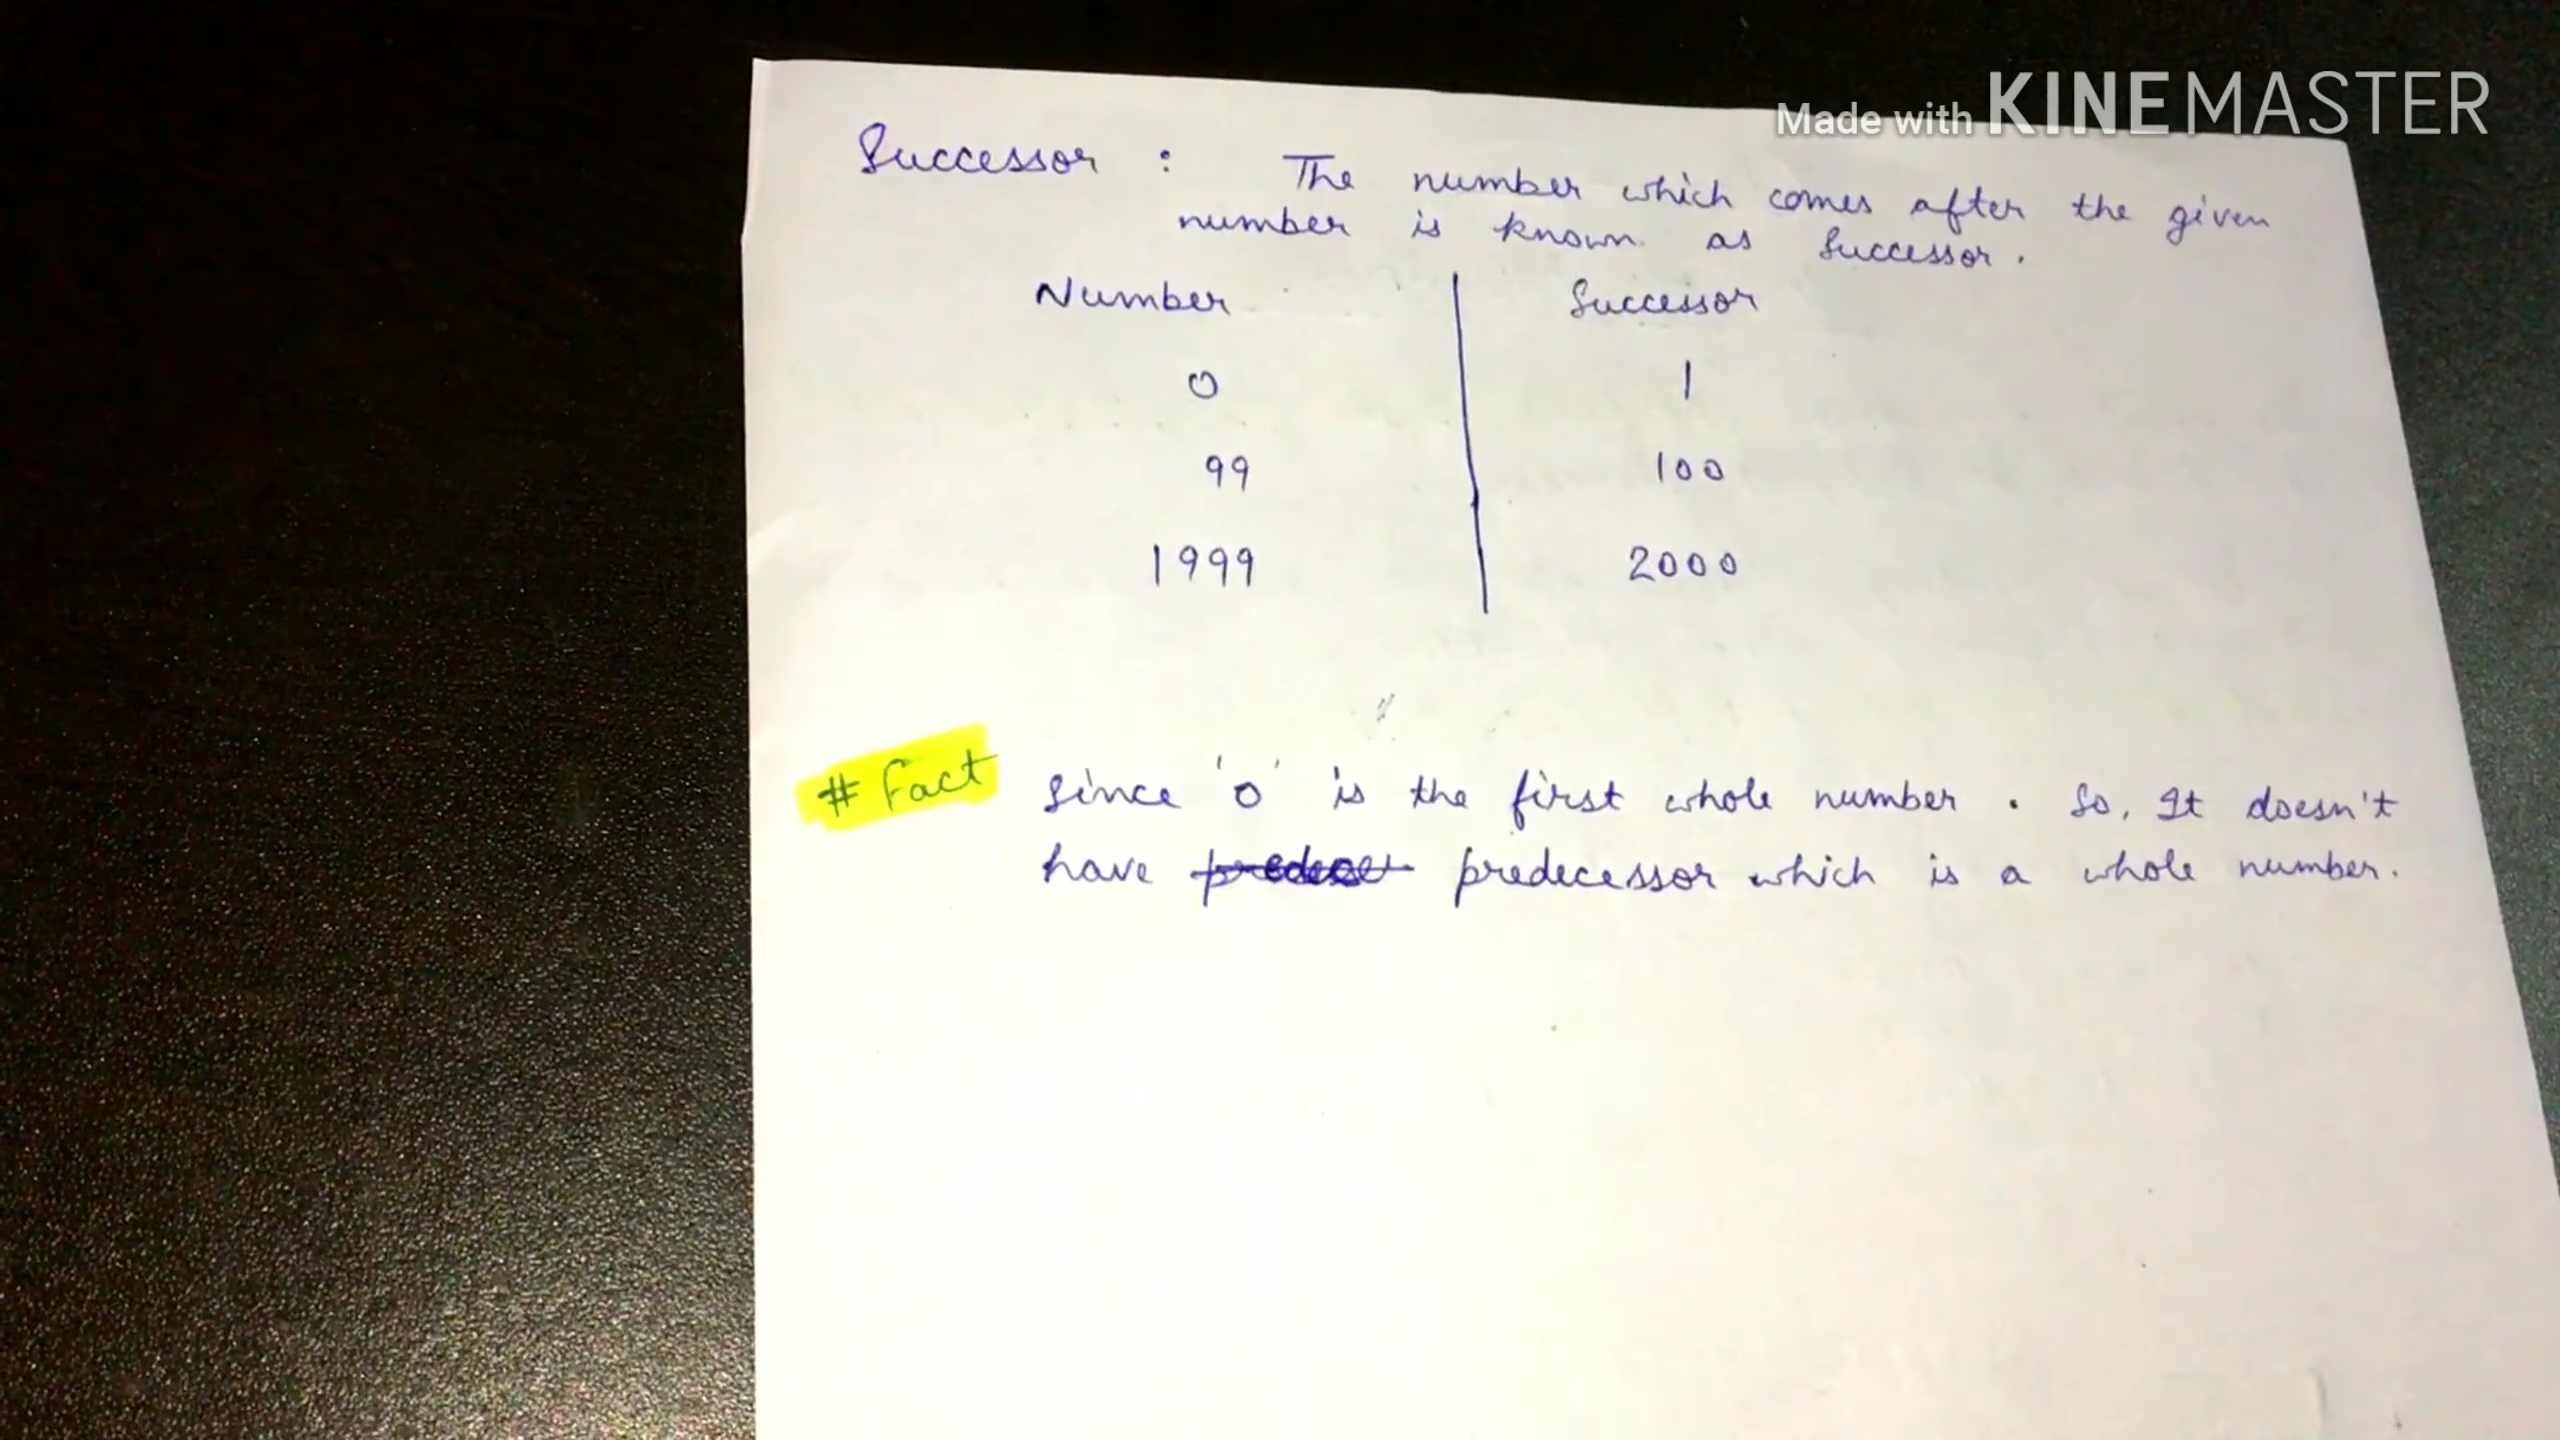 Made with KINEMASTER
Successor : The number which comes after the given
number is known as Successor.
Number Successor
0 1
99 100
1999 2000
# Fact Since '0' is the first whole number. So, It doesn't
have predecessor which is a whole number.